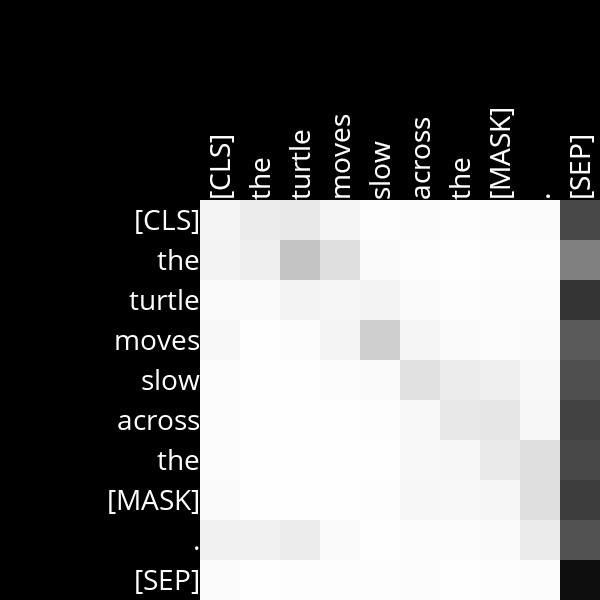 [CLS] the turtle moves slow across the [MASK] . [SEP]
[CLS]
the
turtle
moves
slow
across
the
[MASK]
.
[SEP]